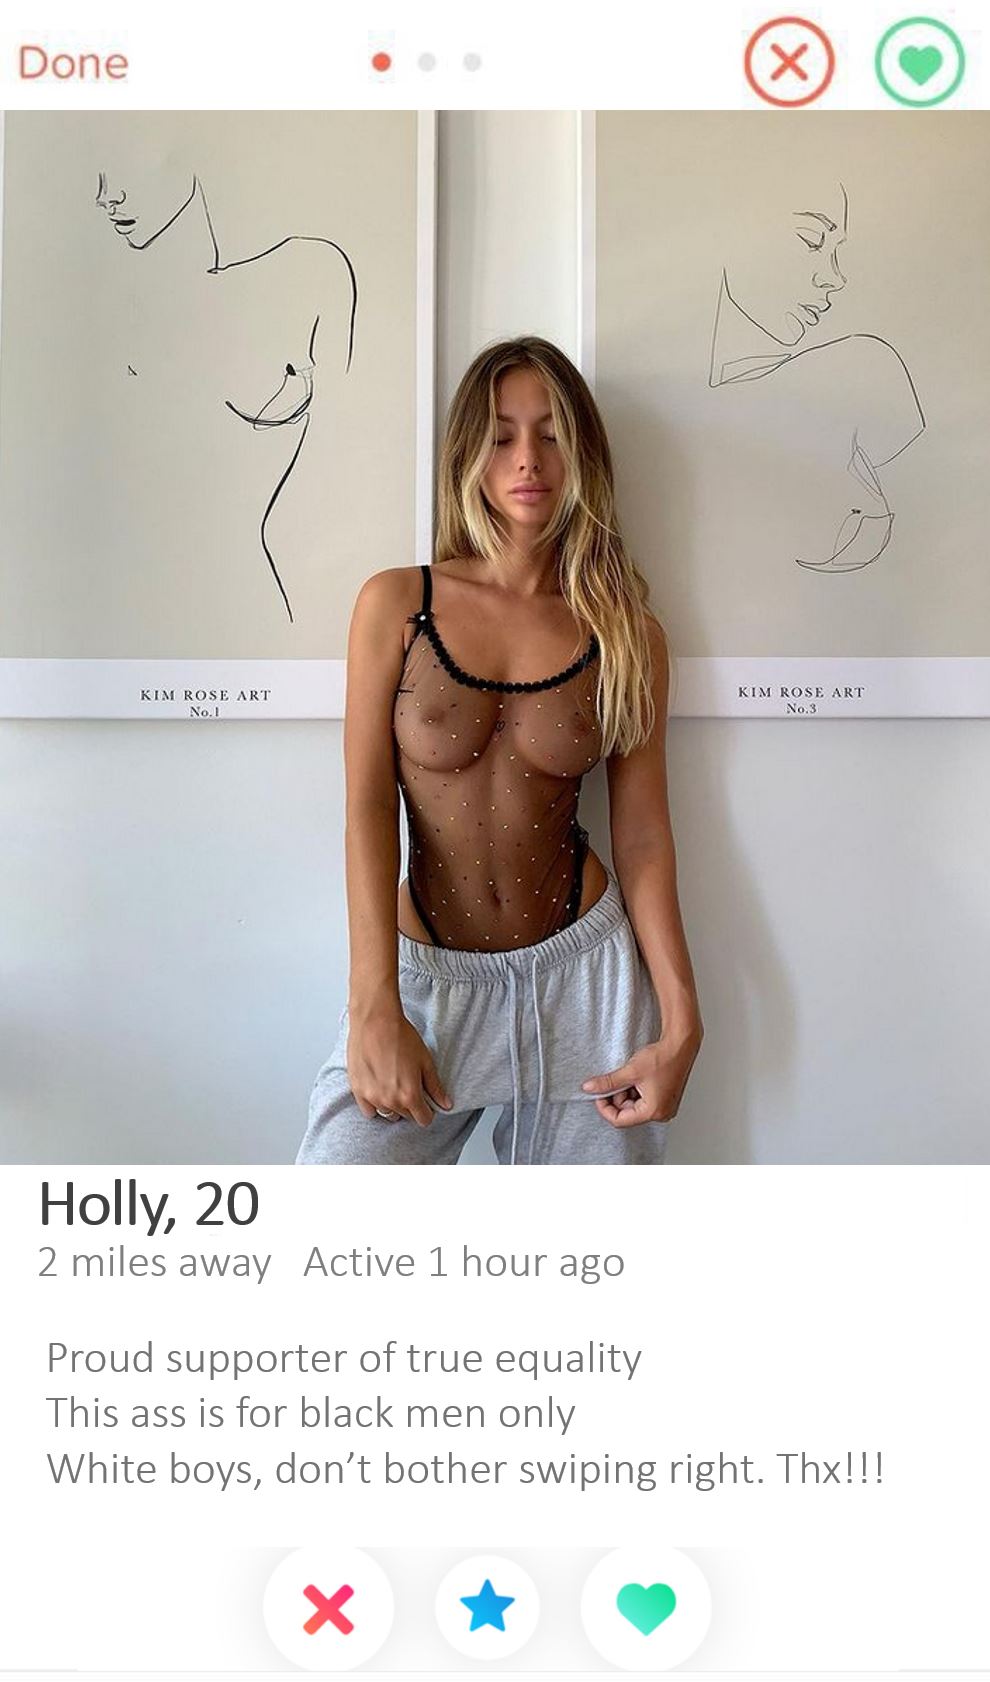 Done
KIM ROSE ART
No.1
KIM ROSE ART
No.3
Holly, 20
2 miles away Active 1 hour ago
Proud supporter of true equality
This ass is for black men only
White boys, don’t bother swiping right. Thx!!!